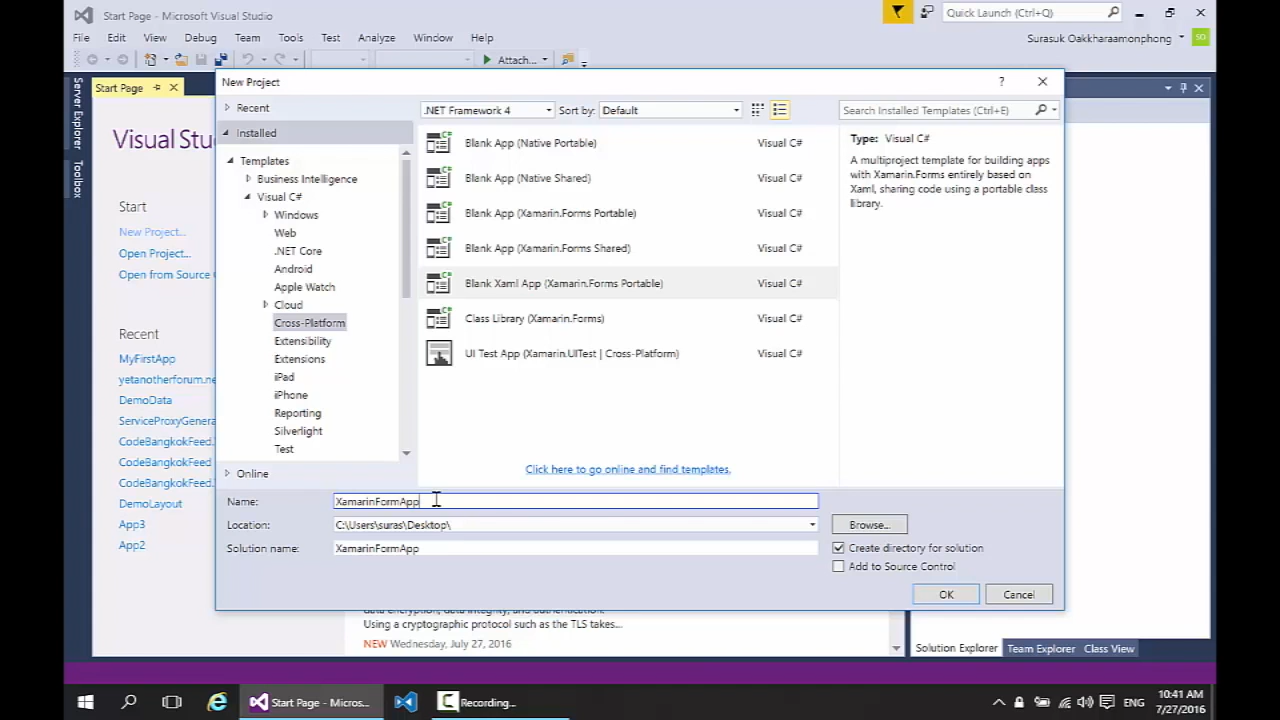 Start Page - Microsoft Visual Studio
Quick Launch (Ctrl+Q)
File Edit View Debug Team Tools Test Analyze Window Help
Surasuk Oakkharaamonphong
SO
Attach...
Server Explorer
Toolbox
Start Page
Visual
Start
New Project...
Open Project...
Open from Source
Recent
MyFirstApp
yetanotherforum.ne
DemoData
ServiceProxyGenera
CodeBangkokFeed.
CodeBangkokFeed
CodeBangkokFeed.
DemoLayout
App3
App2
New Project
?
Recent
Installed
Templates
Business Intelligence
Visual C#
Windows
Web
.NET Core
Android
Apple Watch
Cloud
Cross-Platform
Extensibility
Extensions
iPad
iPhone
Reporting
Silverlight
Test
Online
.NET Framework 4
Sort by: Default
Search Installed Templates (Ctrl+E)
Blank App (Native Portable) Visual C#
Blank App (Native Shared) Visual C#
Blank App (Xamarin.Forms Portable) Visual C#
Blank App (Xamarin.Forms Shared) Visual C#
Blank Xaml App (Xamarin.Forms Portable) Visual C#
Class Library (Xamarin.Forms) Visual C#
UI Test App (Xamarin.UITest | Cross-Platform) Visual C#
Click here to go online and find templates.
Type: Visual C#
A multiproject template for building apps
with Xamarin.Forms entirely based on
Xaml, sharing code using a portable class
library.
Name: XamarinFormApp
Location: C:\Users\suras\Desktop\
Browse...
Solution name: XamarinFormApp
Create directory for solution
Add to Source Control
OK
Cancel
data encryption, data integrity, and authentication.
Using a cryptographic protocol such as the TLS takes...
NEW Wednesday, July 27, 2016
Solution Explorer Team Explorer Class View
Start Page - Micros...
Recording...
ENG
10:41 AM
7/27/2016